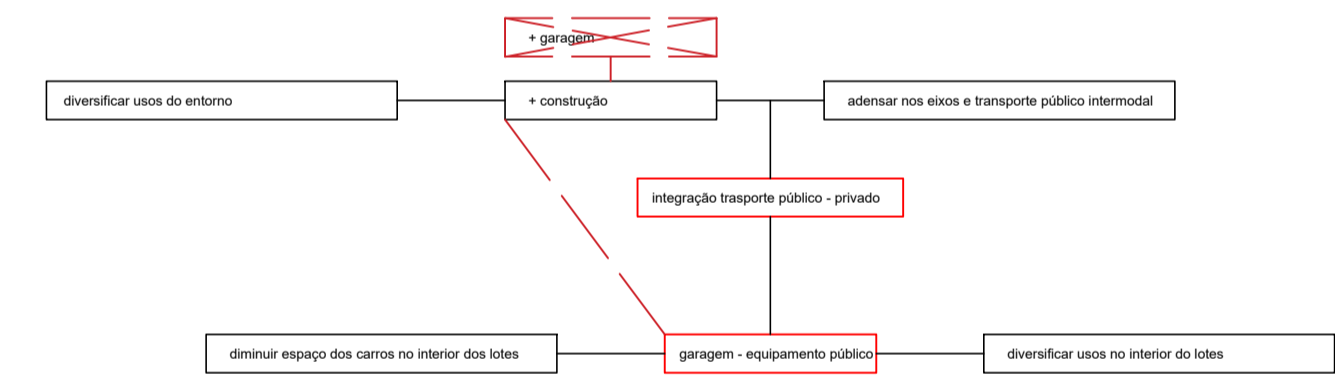 + garagem
diversificar usos do entorno
+ construção
adensar nos eixos e transporte público intermodal
integração trasporte público - privado
diminuir espaço dos carros no interior dos lotes
garagem - equipamento público
diversificar usos no interior do lotes